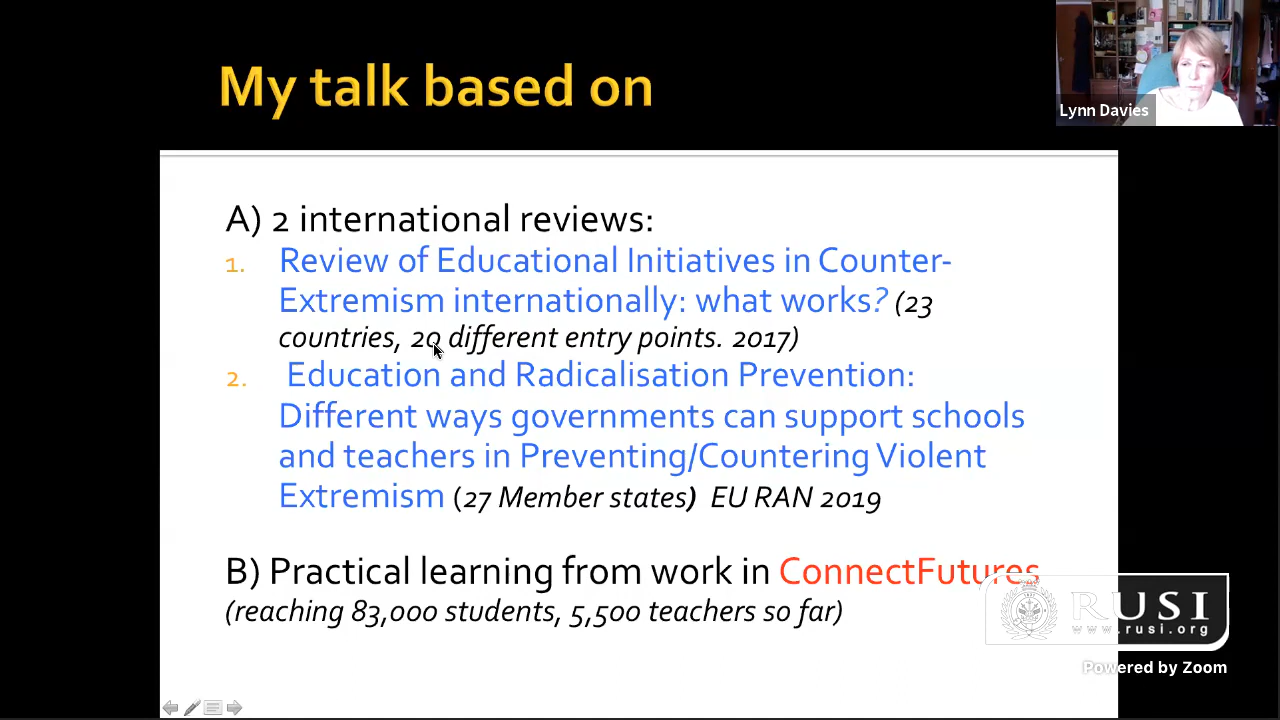 My talk based on
Lynn Davies
A) 2 international reviews:
1. Review of Educational Initiatives in Counter-
Extremism internationally: what works? (23
countries, 20 different entry points. 2017)
2. Education and Radicalisation Prevention:
Different ways governments can support schools
and teachers in Preventing/Countering Violent
Extremism (27 Member states) EU RAN 2019
B) Practical learning from work in ConnectFutures
(reaching 83,000 students, 5,500 teachers so far)
RUSI
www.rusi.org
Powered by Zoom